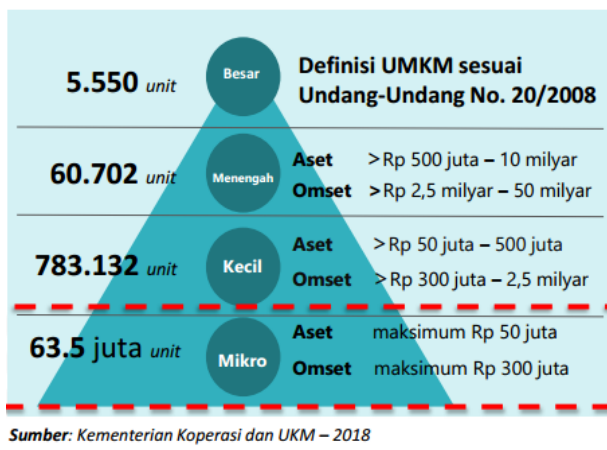 5.550 unit
Besar
Definisi UMKM sesuai
Undang-Undang No. 20/2008
60.702 unit
Menengah
Aset >Rp 500 juta – 10 milyar
Omset >Rp 2,5 milyar – 50 milyar
783.132 unit
Kecil
Aset >Rp 50 juta – 500 juta
Omset >Rp 300 juta – 2,5 milyar
63.5 juta unit
Mikro
Aset maksimum Rp 50 juta
Omset maksimum Rp 300 juta
Sumber: Kementerian Koperasi dan UKM – 2018